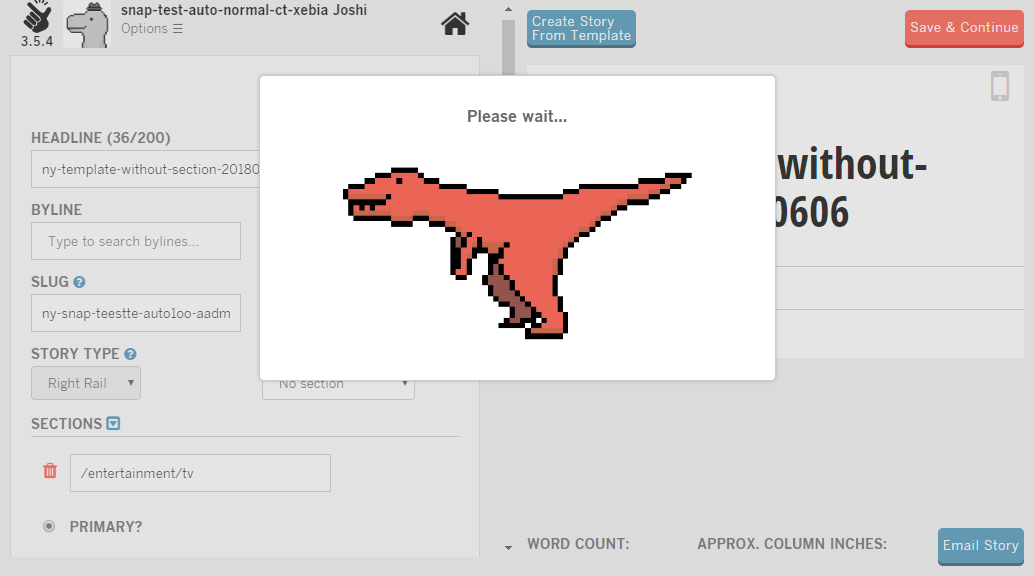 snap-test-auto-normal-ct-xebia Joshi
Options ☰
3.5.4
Create Story
From Template
Save & Continue
Please wait...
HEADLINE (36/200)
ny-template-without-section-20180
without-
0606
BYLINE
Type to search bylines...
SLUG ?
ny-snap-teestte-auto1oo-aadm
STORY TYPE ?
Right Rail
No section
SECTIONS
/entertainment/tv
PRIMARY?
WORD COUNT:
APPROX. COLUMN INCHES:
Email Story